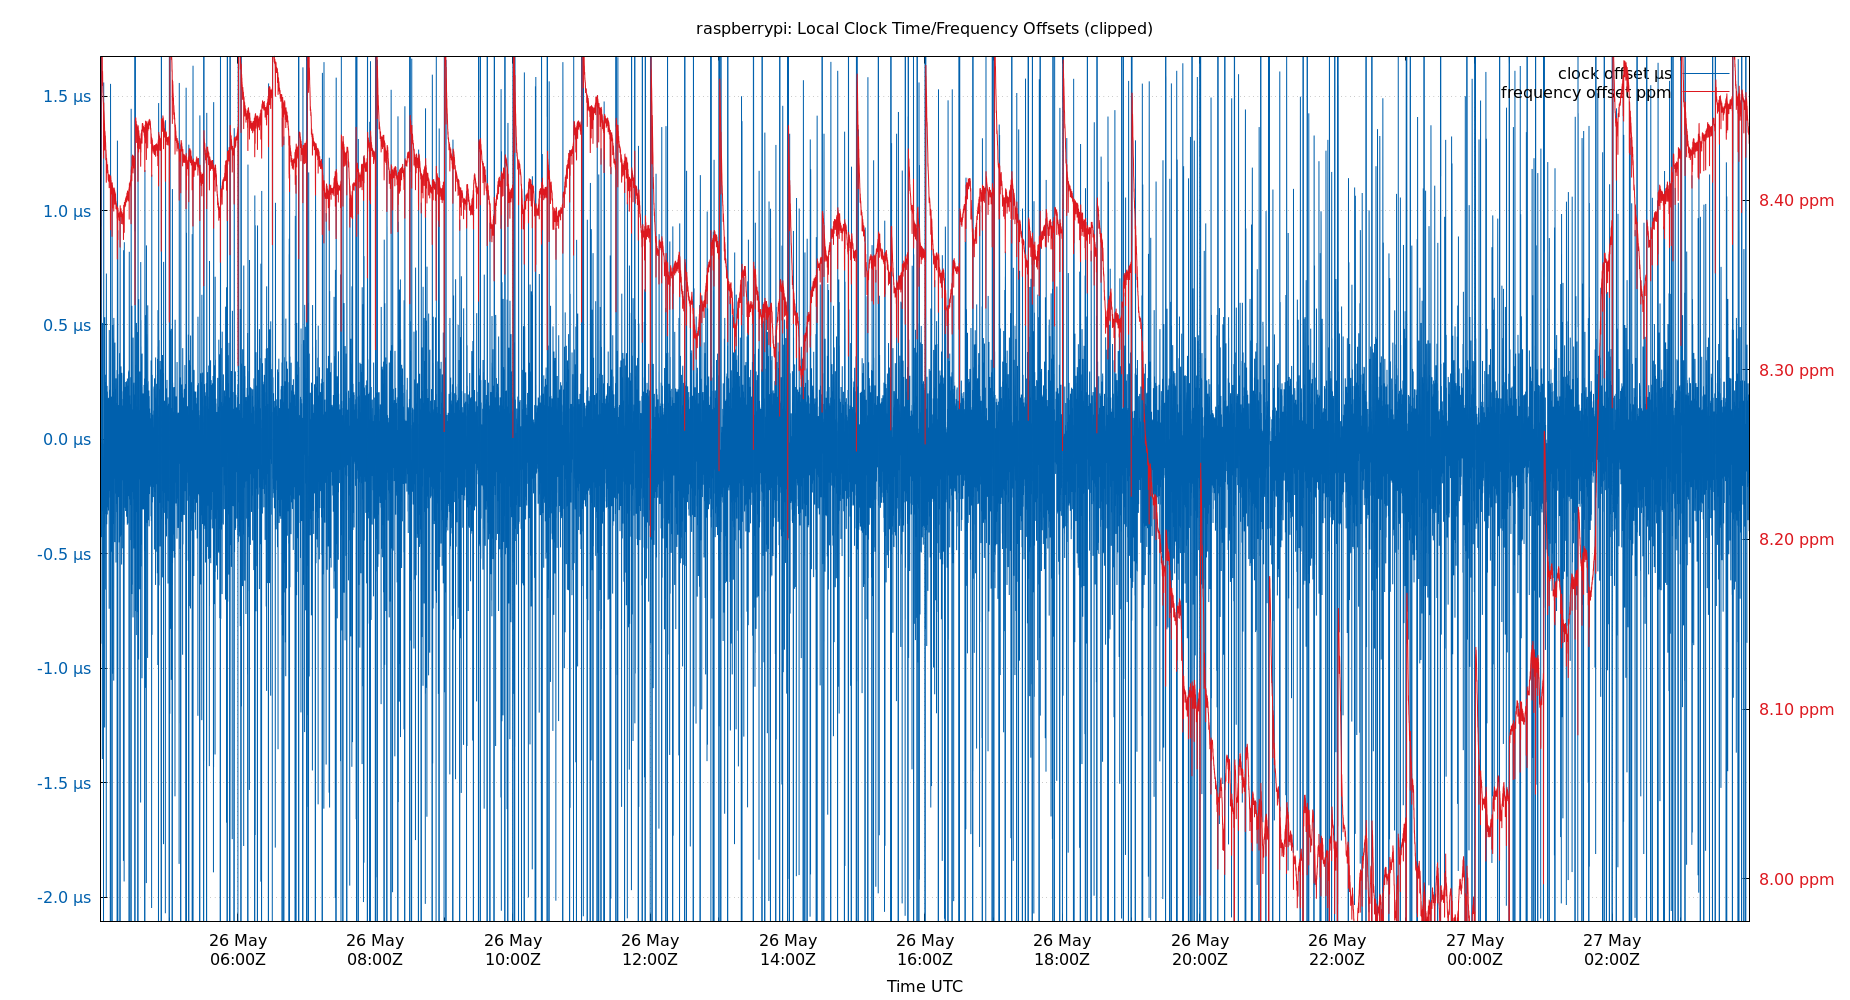 raspberrypi: Local Clock Time/Frequency Offsets (clipped)
clock offset μs
frequency offset ppm
1.5 μs
1.0 μs
0.5 μs
0.0 μs
-0.5 μs
-1.0 μs
-1.5 μs
-2.0 μs
8.40 ppm
8.30 ppm
8.20 ppm
8.10 ppm
8.00 ppm
26 May 26 May 26 May 26 May 26 May 26 May 26 May 26 May 26 May 27 May 27 May
06:00Z 08:00Z 10:00Z 12:00Z 14:00Z 16:00Z 18:00Z 20:00Z 22:00Z 00:00Z 02:00Z
Time UTC